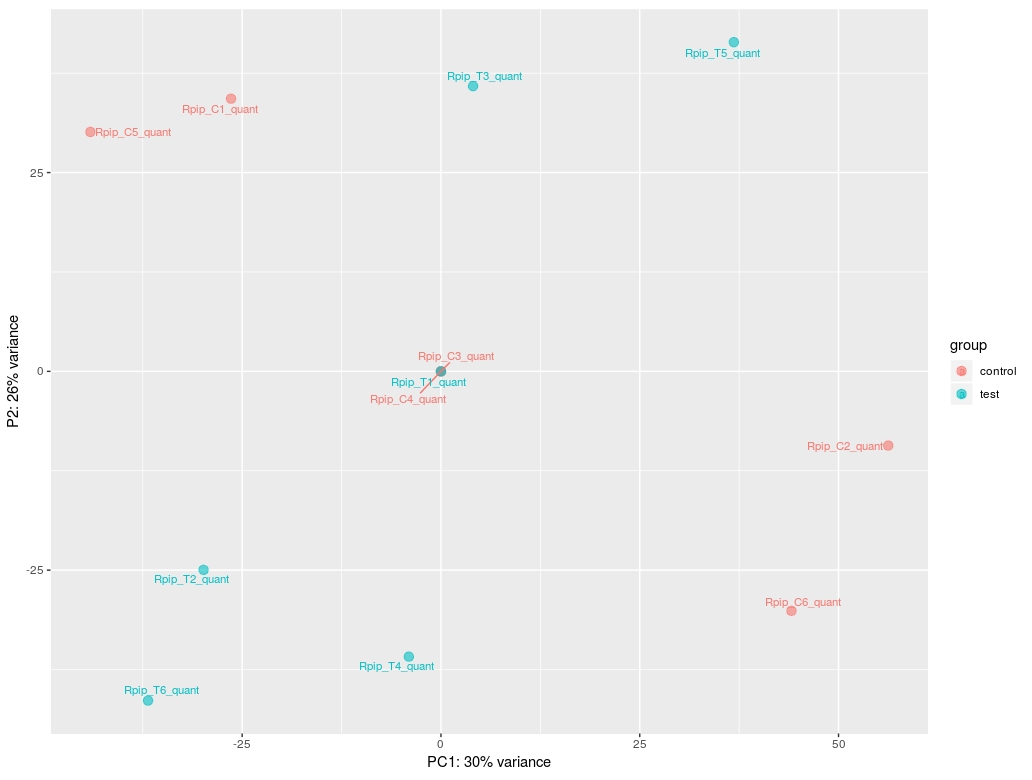 Rpip_T5_quant
Rpip_T3_quant
Rpip_C1_quant
Rpip_C5_quant
25
P2: 26% variance
0
Rpip_C3_quant
Rpip_T1_quant
Rpip_C4_quant
group
control
test
Rpip_C2_quant
-25
Rpip_T2_quant
Rpip_C6_quant
Rpip_T4_quant
Rpip_T6_quant
-25
0
25
50
PC1: 30% variance